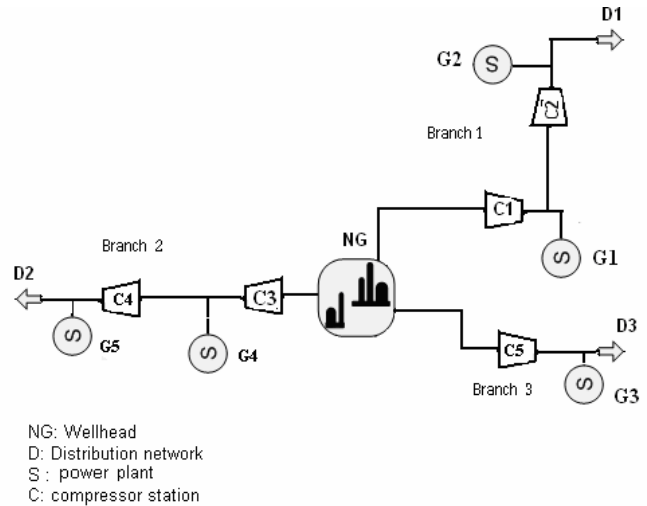 D1
G2
S
C2
Branch 1
C1
NG
S
G1
Branch 2
D2
C4
C3
S
G5
S
G4
D3
C5
S
G3
Branch 3
NG: Wellhead
D: Distribution network
S : power plant
C: compressor station